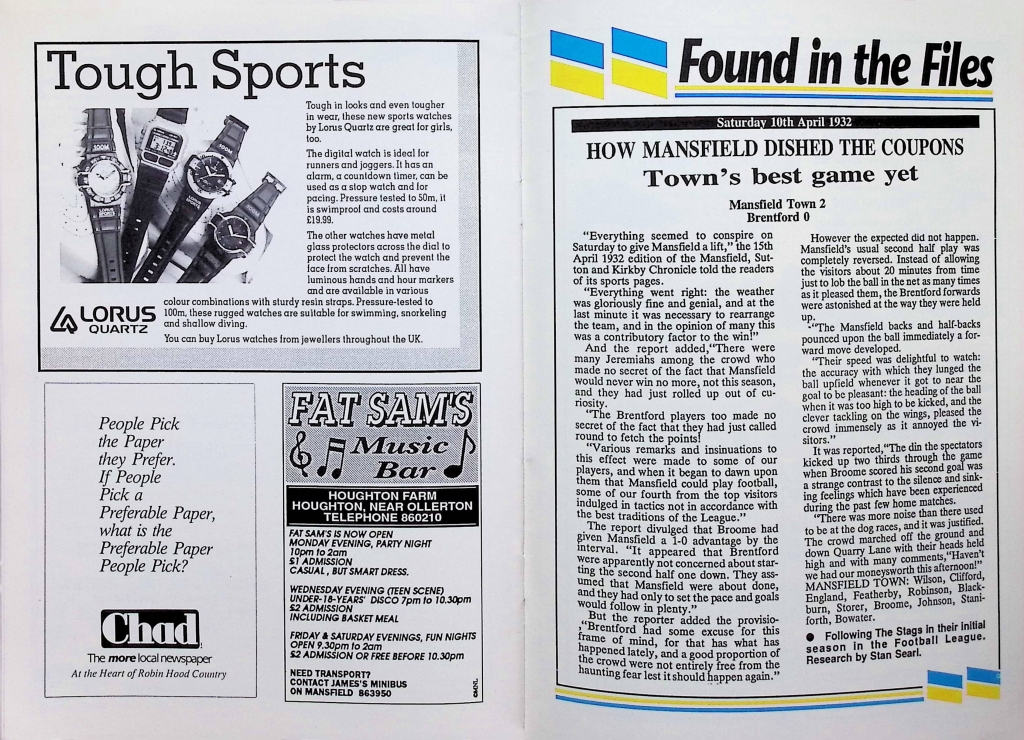 Tough Sports
Tough in looks and even tougher
in wear, these new sports watches
by Lorus Quartz are great for girls,
too.
The digital watch is ideal for
runners and joggers. It has an
alarm, a countdown timer, can be
used as a stop watch and for
pacing. Pressure tested to 50m, it
is swimproof and costs around
£19.99.
The other watches have metal
glass protectors across the dial to
protect the watch and prevent the
face from scratches. All have
luminous hands and hour markers
and are available in various
colour combinations with sturdy resin straps. Pressure-tested to
100m, these rugged watches are suitable for swimming, snorkeling
and shallow diving.
You can buy Lorus watches from jewellers throughout the UK.
LORUS
QUARTZ
People Pick
the Paper
they Prefer.
If People
Pick a
Preferable Paper,
what is the
Preferable Paper
People Pick?
Chad
The more local newspaper
At the Heart of Robin Hood Country
FAT SAM'S
Music
Bar
HOUGHTON FARM
HOUGHTON, NEAR OLLERTON
TELEPHONE 860210
FAT SAM'S IS NOW OPEN
MONDAY EVENING, PARTY NIGHT
10pm to 2am
£1 ADMISSION
CASUAL , BUT SMART DRESS.
WEDNESDAY EVENING (TEEN SCENE)
UNDER-18-YEARS' DISCO 7pm to 10.30pm
£2 ADMISSION
INCLUDING BASKET MEAL
FRIDAY & SATURDAY EVENINGS, FUN NIGHTS
OPEN 9.30pm to 2am
£2 ADMISSION OR FREE BEFORE 10.30pm
NEED TRANSPORT?
CONTACT JAMES'S MINIBUS
ON MANSFIELD 863950
Found in the Files
Saturday 10th April 1932
HOW MANSFIELD DISHED THE COUPONS
Town's best game yet
Mansfield Town 2
Brentford 0
"Everything seemed to conspire on
Saturday to give Mansfield a lift," the 15th
April 1932 edition of the Mansfield, Sut-
ton and Kirkby Chronicle told the readers
of its sports pages.
"Everything went right: the weather
was gloriously fine and genial, and at the
last minute it was necessary to rearrange
the team, and in the opinion of many this
was a contributory factor to the win!"
And the report added,"There were
many Jeremiahs among the crowd who
made no secret of the fact that Mansfield
would never win no more, not this season,
and they had just rolled up out of cu-
riosity.
"The Brentford players too made no
secret of the fact that they had just called
round to fetch the points!
"Various remarks and insinuations to
this effect were made to some of our
players, and when it began to dawn upon
them that Mansfield could play football,
some of our fourth from the top visitors
indulged in tactics not in accordance with
the best traditions of the League."
The report divulged that Broome had
given Mansfield a 1-0 advantage by the
interval. "It appeared that Brentford
were apparently not concerned about star-
ting the second half one down. They ass-
umed that Mansfield were about done,
and they had only to set the pace and goals
would follow in plenty."
But the reporter added the provisio-
,"Brentford had some excuse for this
frame of mind, for that has what has
happened lately, and a good proportion of
the crowd were not entirely free from the
haunting fear lest it should happen again."
However the expected did not happen.
Mansfield's usual second half play was
completely reversed. Instead of allowing
the visitors about 20 minutes from time
just to lob the ball in the net as many times
as it pleased them, the Brentford forwards
were astonished at the way they were held
up.
"The Mansfield backs and half-backs
pounced upon the ball immediately a for-
ward move developed.
"Their speed was delightful to watch:
the accuracy with which they lunged the
ball upfield whenever it got to near the
goal to be pleasant: the heading of the ball
when it was too high to be kicked, and the
clever tackling on the wings, pleased the
crowd immensely as it annoyed the vi-
sitors."
It was reported,"The din the spectators
kicked up two thirds through the game
when Broome scored his second goal was
a strange contrast to the silence and sink-
ing feelings which have been experienced
during the past few home matches.
"There was more noise than there used
to be at the dog races, and it was justified.
The crowd marched off the ground and
down Quarry Lane with their heads held
high and with many comments,"Haven't
we had our moneysworth this afternoon!"
MANSFIELD TOWN: Wilson, Clifford,
England, Featherby, Robinson, Black-
burn, Storer, Broome, Johnson, Stani-
forth, Bowater.
● Following The Stags in their initial
season in the Football League.
Research by Stan Searl.